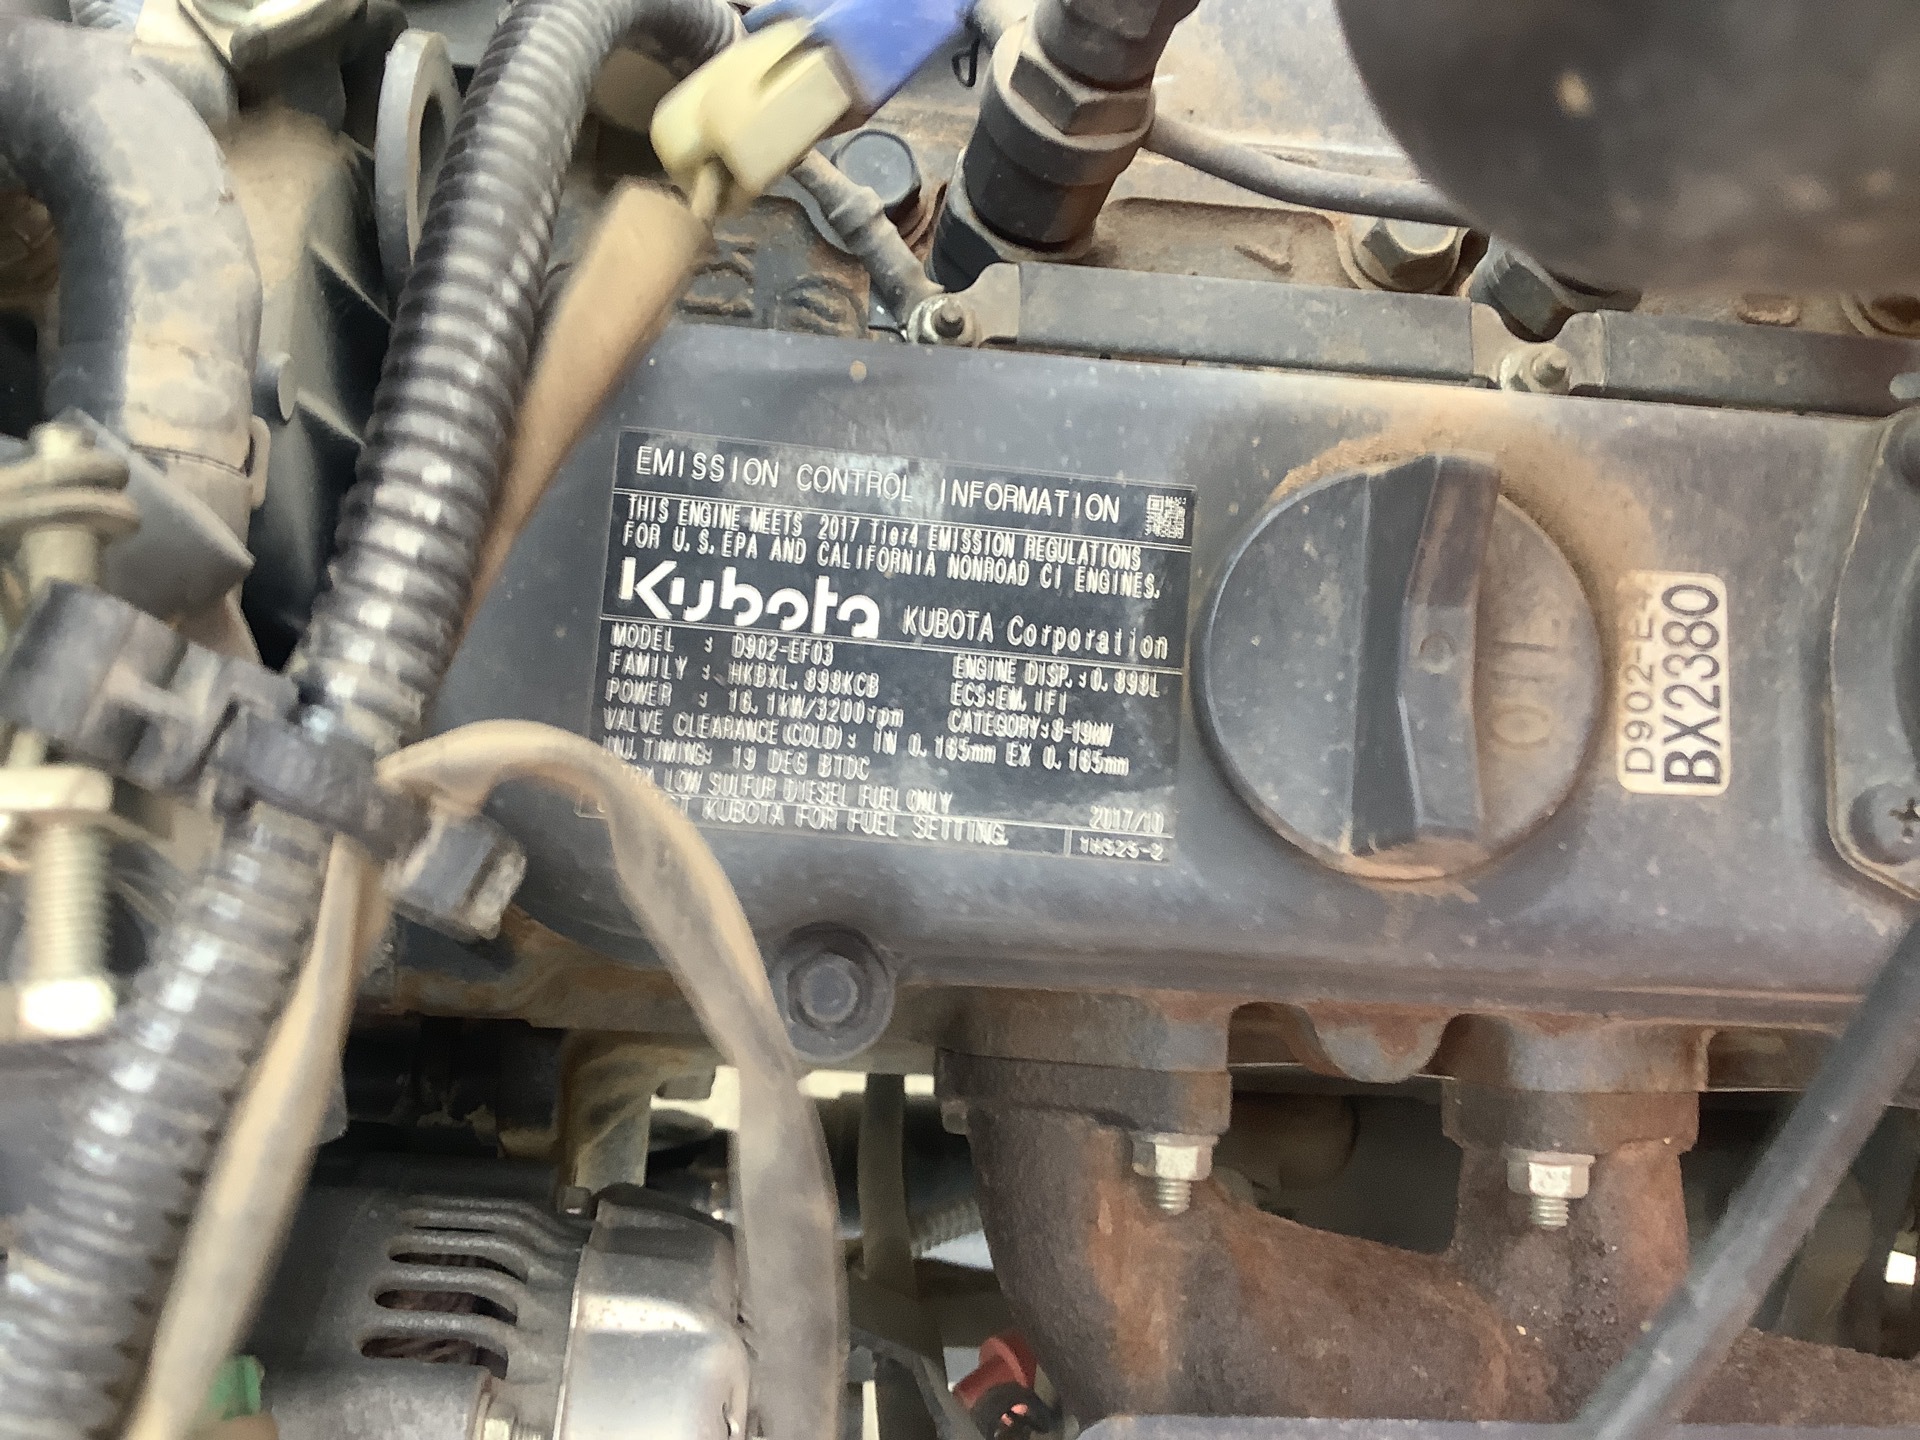 EMISSION CONTROL INFORMATION
THIS ENGINE MEETS 2017 Tier4 EMISSION REGULATIONS
FOR U.S. EPA AND CALIFORNIA NONROAD CI ENGINES.
Kubota KUBOTA Corporation
MODEL : D902-EF03
FAMILY : HKBXL.898KCB ENGINE DISP.:0.898L
POWER : 16.1kW/3200rpm ECS:EM, IFI
CATEGORY:8-19kW
VALVE CLEARANCE(COLD): IN 0.165mm EX 0.165mm
TIMING: 19 DEG BTDC
LOW SULFUR DIESEL FUEL ONLY
KUBOTA FOR FUEL SETTING. 2017/10
OIL
D902-E4
BX2380